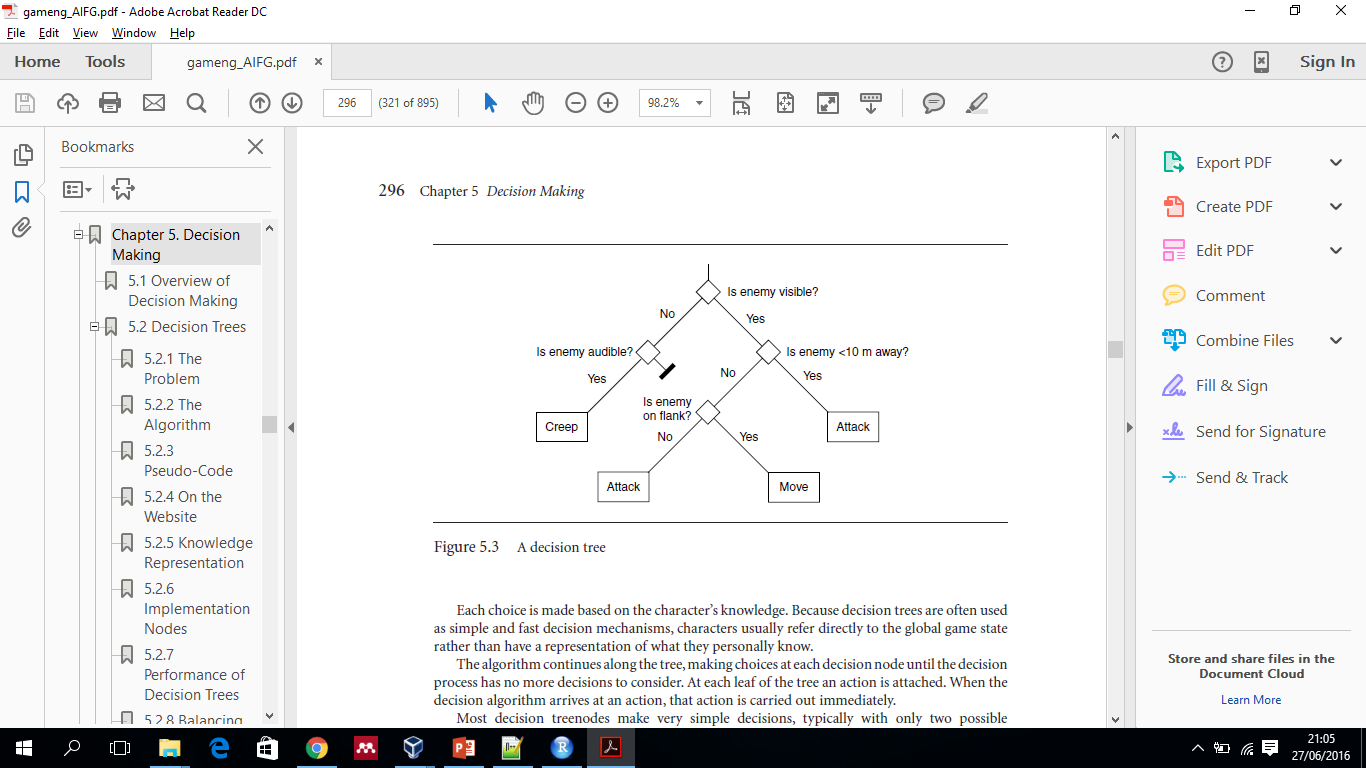 gameng_AIFG.pdf - Adobe Acrobat Reader DC
File Edit View Window Help
Home Tools gameng_AIFG.pdf × Sign In
296 (321 of 895) 98.2%
Bookmarks
Chapter 5. Decision
Making
5.1 Overview of
Decision Making
5.2 Decision Trees
5.2.1 The
Problem
5.2.2 The
Algorithm
5.2.3
Pseudo-Code
5.2.4 On the
Website
5.2.5 Knowledge
Representation
5.2.6
Implementation
Nodes
5.2.7
Performance of
Decision Trees
5.2.8 Balancing
296 Chapter 5 Decision Making
Is enemy visible?
No Yes
Is enemy audible? Is enemy <10 m away?
Yes No Yes
Is enemy
on flank?
Creep Attack
No Yes
Attack Move
Figure 5.3 A decision tree
Each choice is made based on the character's knowledge. Because decision trees are often used
as simple and fast decision mechanisms, characters usually refer directly to the global game state
rather than have a representation of what they personally know.
The algorithm continues along the tree, making choices at each decision node until the decision
process has no more decisions to consider. At each leaf of the tree an action is attached. When the
decision algorithm arrives at an action, that action is carried out immediately.
Most decision treenodes make very simple decisions, typically with only two possible
Export PDF
Create PDF
Edit PDF
Comment
Combine Files
Fill & Sign
Send for Signature
Send & Track
Store and share files in the
Document Cloud
Learn More
21:05
27/06/2016